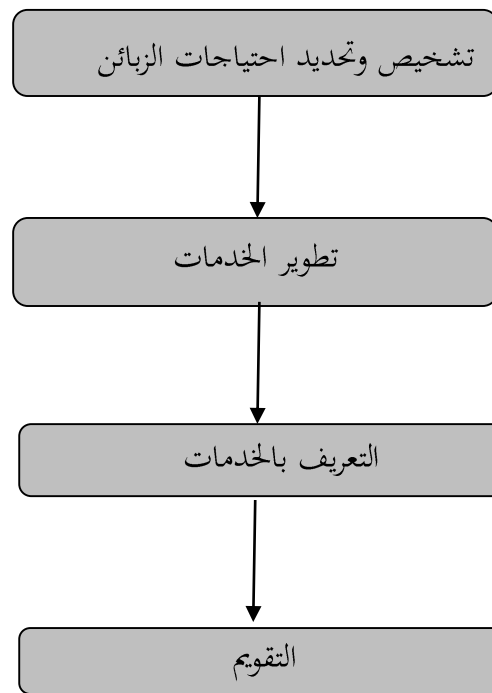 تشخيص وتحديد احتياجات الزبائن
تطوير الخدمات
التعريف بالخدمات
التقويم